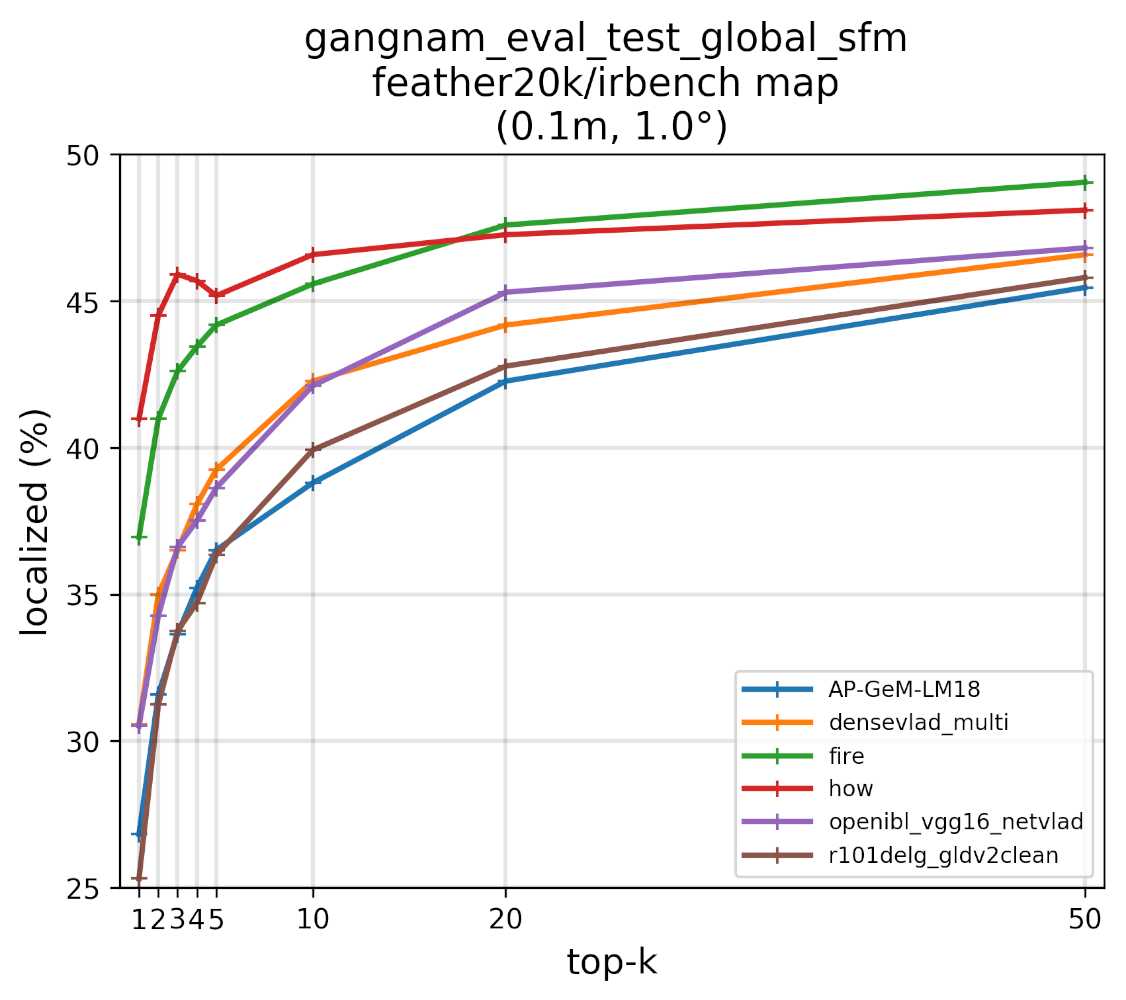 gangnam_eval_test_global_sfm
feather20k/irbench map
(0.1m, 1.0°)
50
45
40
35
30
25
localized (%)
1 2 3 4 5 10 20 50
top-k
AP-GeM-LM18
densevlad_multi
fire
how
openibl_vgg16_netvlad
r101delg_gldv2clean